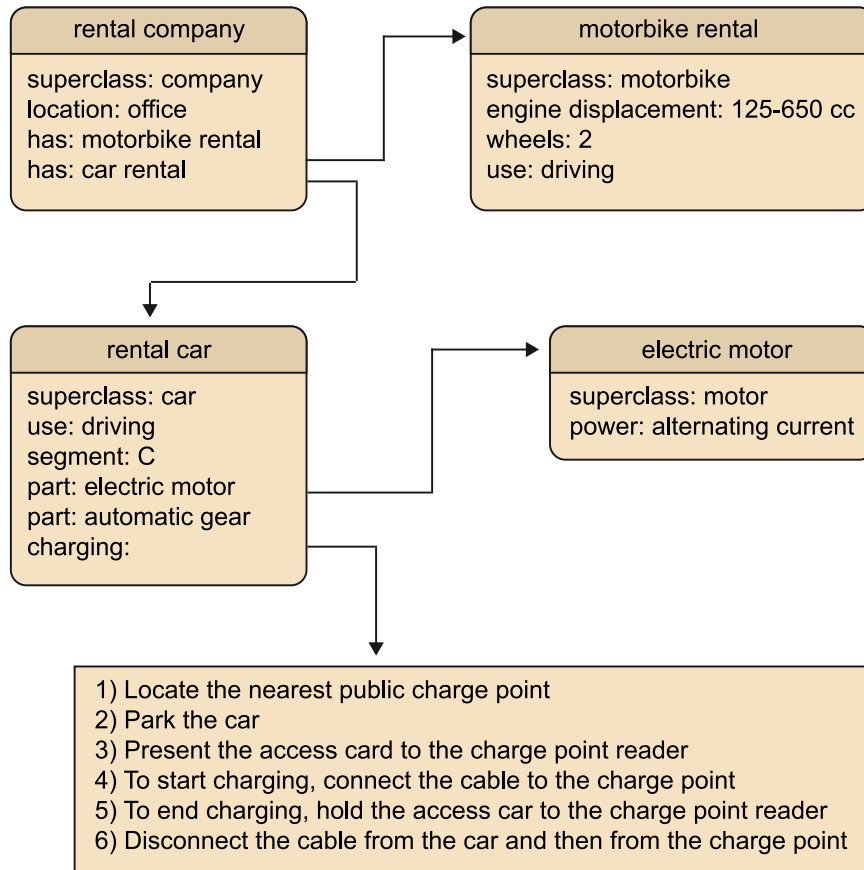 rental company
superclass: company
location: office
has: motorbike rental
has: car rental
motorbike rental
superclass: motorbike
engine displacement: 125-650 cc
wheels: 2
use: driving
rental car
superclass: car
use: driving
segment: C
part: electric motor
part: automatic gear
charging:
electric motor
superclass: motor
power: alternating current
1) Locate the nearest public charge point
2) Park the car
3) Present the access card to the charge point reader
4) To start charging, connect the cable to the charge point
5) To end charging, hold the access car to the charge point reader
6) Disconnect the cable from the car and then from the charge point